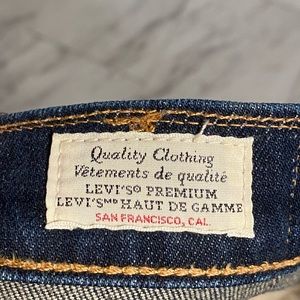 Quality Clothing
Vêtements de qualité
LEVI'S® PREMIUM
LEVI'S ᴹᴰ HAUT DE GAMME
SAN FRANCISCO, CAL.